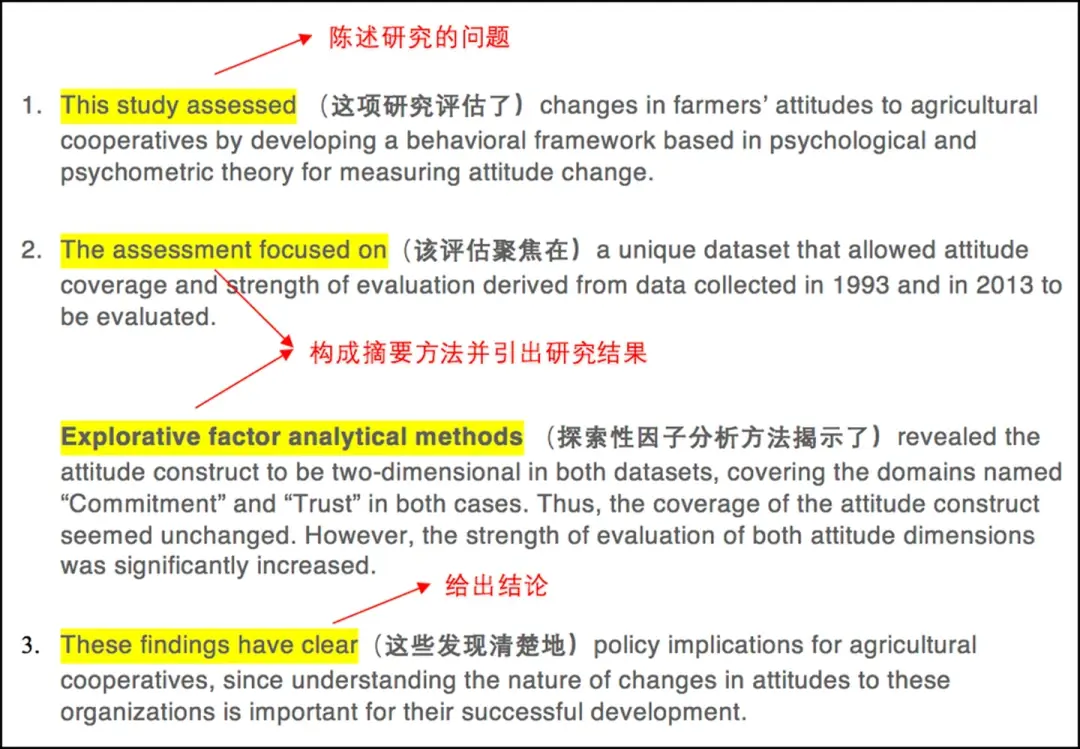 陈述研究的问题
1. This study assessed （这项研究评估了）changes in farmers’ attitudes to agricultural
cooperatives by developing a behavioral framework based in psychological and
psychometric theory for measuring attitude change.
2. The assessment focused on（该评估聚焦在）a unique dataset that allowed attitude
coverage and strength of evaluation derived from data collected in 1993 and in 2013 to
be evaluated.
构成摘要方法并引出研究结果
Explorative factor analytical methods （探索性因子分析方法揭示了）revealed the
attitude construct to be two-dimensional in both datasets, covering the domains named
“Commitment” and “Trust” in both cases. Thus, the coverage of the attitude construct
seemed unchanged. However, the strength of evaluation of both attitude dimensions
was significantly increased.
给出结论
3. These findings have clear（这些发现清楚地）policy implications for agricultural
cooperatives, since understanding the nature of changes in attitudes to these
organizations is important for their successful development.